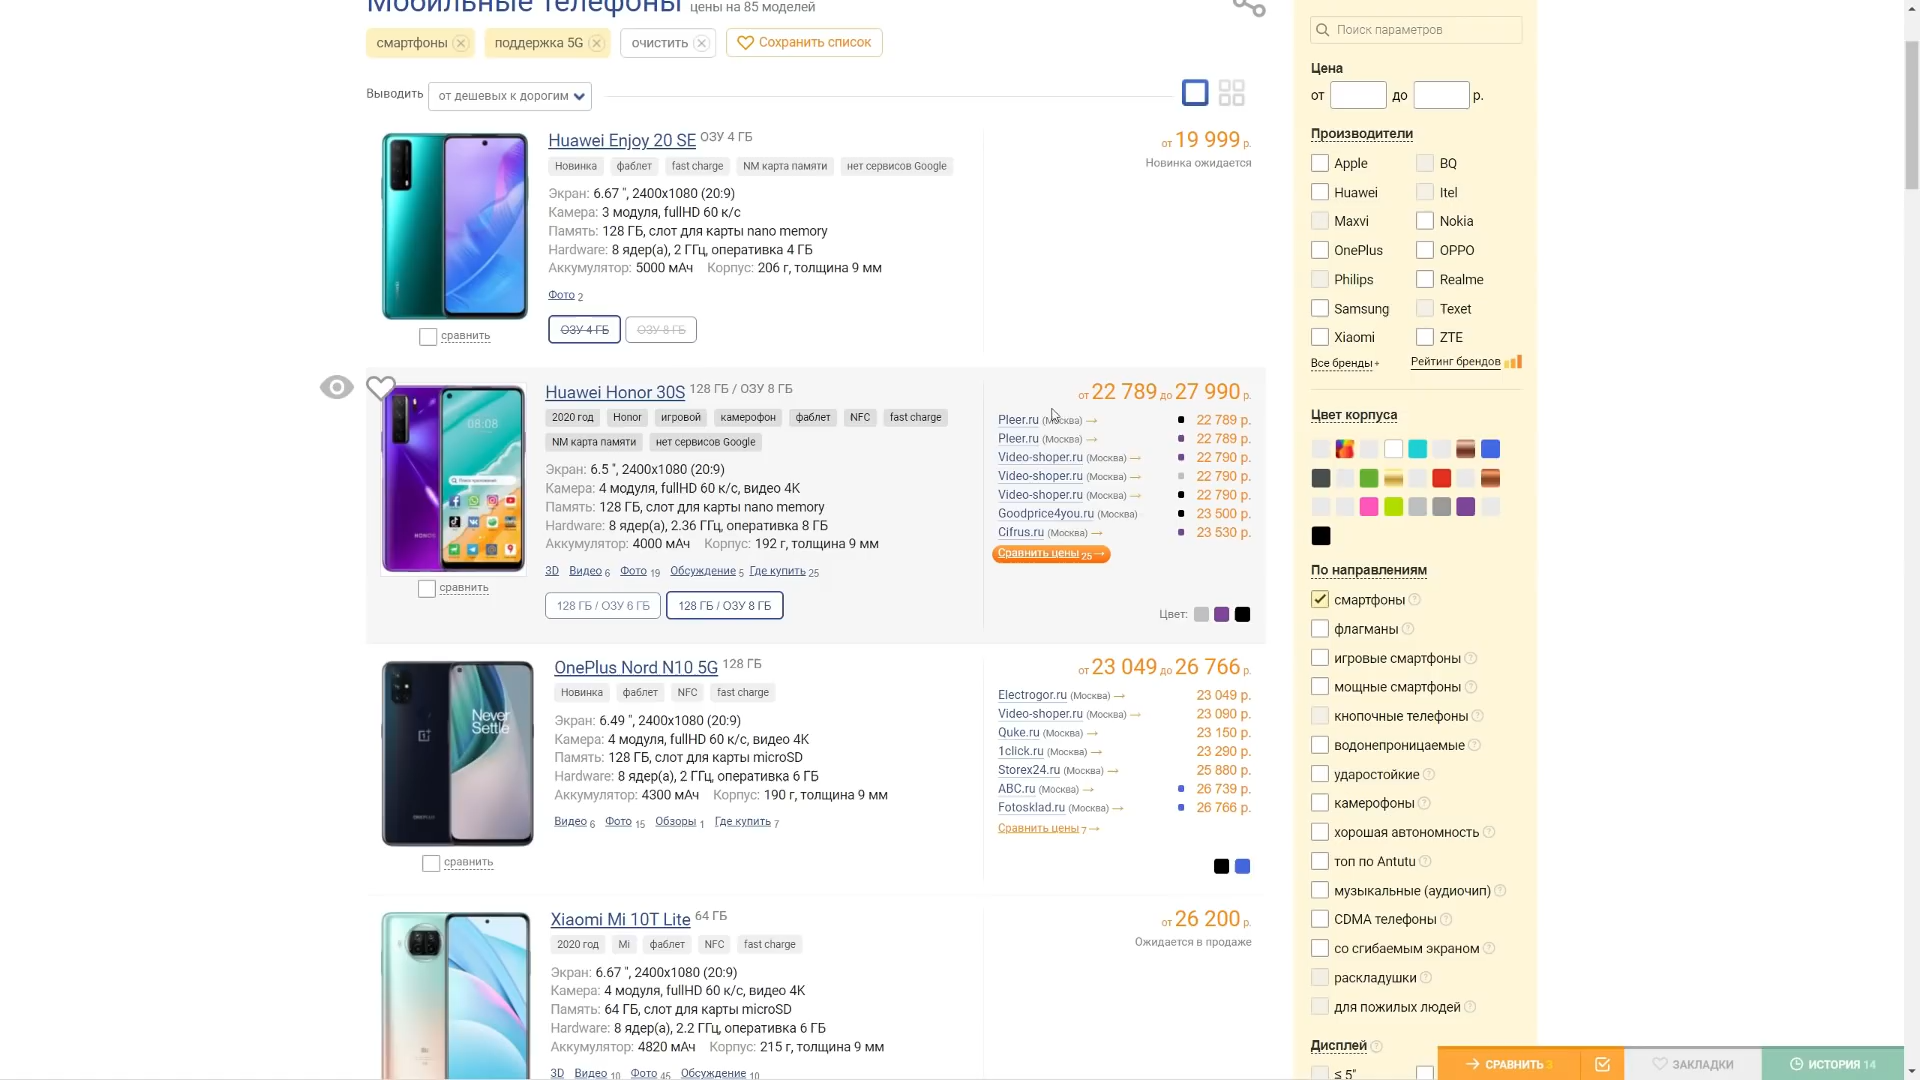 Мобильные телефоны цены на 85 моделей
смартфоны поддержка 5G очистить Сохранить список
Выводить от дешевых к дорогим
Huawei Enjoy 20 SE ОЗУ 4 ГБ
Новинка фаблет fast charge NM карта памяти нет сервисов Google
Экран: 6.67 ", 2400x1080 (20:9)
Камера: 3 модуля, fullHD 60 к/с
Память: 128 ГБ, слот для карты nano memory
Hardware: 8 ядер(а), 2 ГГц, оперативка 4 ГБ
Аккумулятор: 5000 мАч Корпус: 206 г, толщина 9 мм
Фото 2
ОЗУ 4 ГБ ОЗУ 8 ГБ
сравнить
от 19 999 р.
Новинка ожидается
Huawei Honor 30S 128 ГБ / ОЗУ 8 ГБ
2020 год Honor игровой камерофон фаблет NFC fast charge
NM карта памяти нет сервисов Google
Экран: 6.5 ", 2400x1080 (20:9)
Камера: 4 модуля, fullHD 60 к/с, видео 4K
Память: 128 ГБ, слот для карты nano memory
Hardware: 8 ядер(а), 2.36 ГГц, оперативка 8 ГБ
Аккумулятор: 4000 мАч Корпус: 192 г, толщина 9 мм
3D Видео 6 Фото 19 Обсуждение 5 Где купить 25
128 ГБ / ОЗУ 6 ГБ 128 ГБ / ОЗУ 8 ГБ
08:08
HONOR
сравнить
от 22 789 до 27 990 р.
Pleer.ru (Москва) → 22 789 р.
Pleer.ru (Москва) → 22 789 р.
Video-shoper.ru (Москва) → 22 790 р.
Video-shoper.ru (Москва) → 22 790 р.
Video-shoper.ru (Москва) → 22 790 р.
Goodprice4you.ru (Москва) 23 500 р.
Cifrus.ru (Москва) → 23 530 р.
Сравнить цены 25 →
Цвет:
OnePlus Nord N10 5G 128 ГБ
Новинка фаблет NFC fast charge
Экран: 6.49 ", 2400x1080 (20:9)
Камера: 4 модуля, fullHD 60 к/с, видео 4K
Память: 128 ГБ, слот для карты microSD
Hardware: 8 ядер(а), 2 ГГц, оперативка 6 ГБ
Аккумулятор: 4300 мАч Корпус: 190 г, толщина 9 мм
Видео 6 Фото 15 Обзоры 1 Где купить 7
Never
Settle
сравнить
от 23 049 до 26 766 р.
Electrogor.ru (Москва) → 23 049 р.
Video-shoper.ru (Москва) → 23 090 р.
Quke.ru (Москва) → 23 150 р.
1click.ru (Москва) → 23 290 р.
Storex24.ru (Москва) → 25 880 р.
ABC.ru (Москва) → 26 739 р.
Fotosklad.ru (Москва) → 26 766 р.
Сравнить цены 7 →
Xiaomi Mi 10T Lite 64 ГБ
2020 год Mi фаблет NFC fast charge
Экран: 6.67 ", 2400x1080 (20:9)
Камера: 4 модуля, fullHD 60 к/с, видео 4K
Память: 64 ГБ, слот для карты microSD
Hardware: 8 ядер(а), 2.2 ГГц, оперативка 6 ГБ
Аккумулятор: 4820 мАч Корпус: 215 г, толщина 9 мм
3D Видео 10 Фото 45 Обсуждение 10
от 26 200 р.
Ожидается в продаже
Поиск параметров
Цена
от до р.
Производители
Apple BQ
Huawei Itel
Maxvi Nokia
OnePlus OPPO
Philips Realme
Samsung Texet
Xiaomi ZTE
Все бренды+ Рейтинг брендов
Цвет корпуса
По направлениям
смартфоны ?
флагманы ?
игровые смартфоны ?
мощные смартфоны ?
кнопочные телефоны ?
водонепроницаемые ?
ударостойкие ?
камерофоны ?
хорошая автономность ?
топ по Antutu ?
музыкальные (аудиочип) ?
CDMA телефоны ?
со сгибаемым экраном ?
раскладушки ?
для пожилых людей ?
Дисплей ?
≤ 5"
→ СРАВНИТЬ 3 ЗАКЛАДКИ ИСТОРИЯ 14